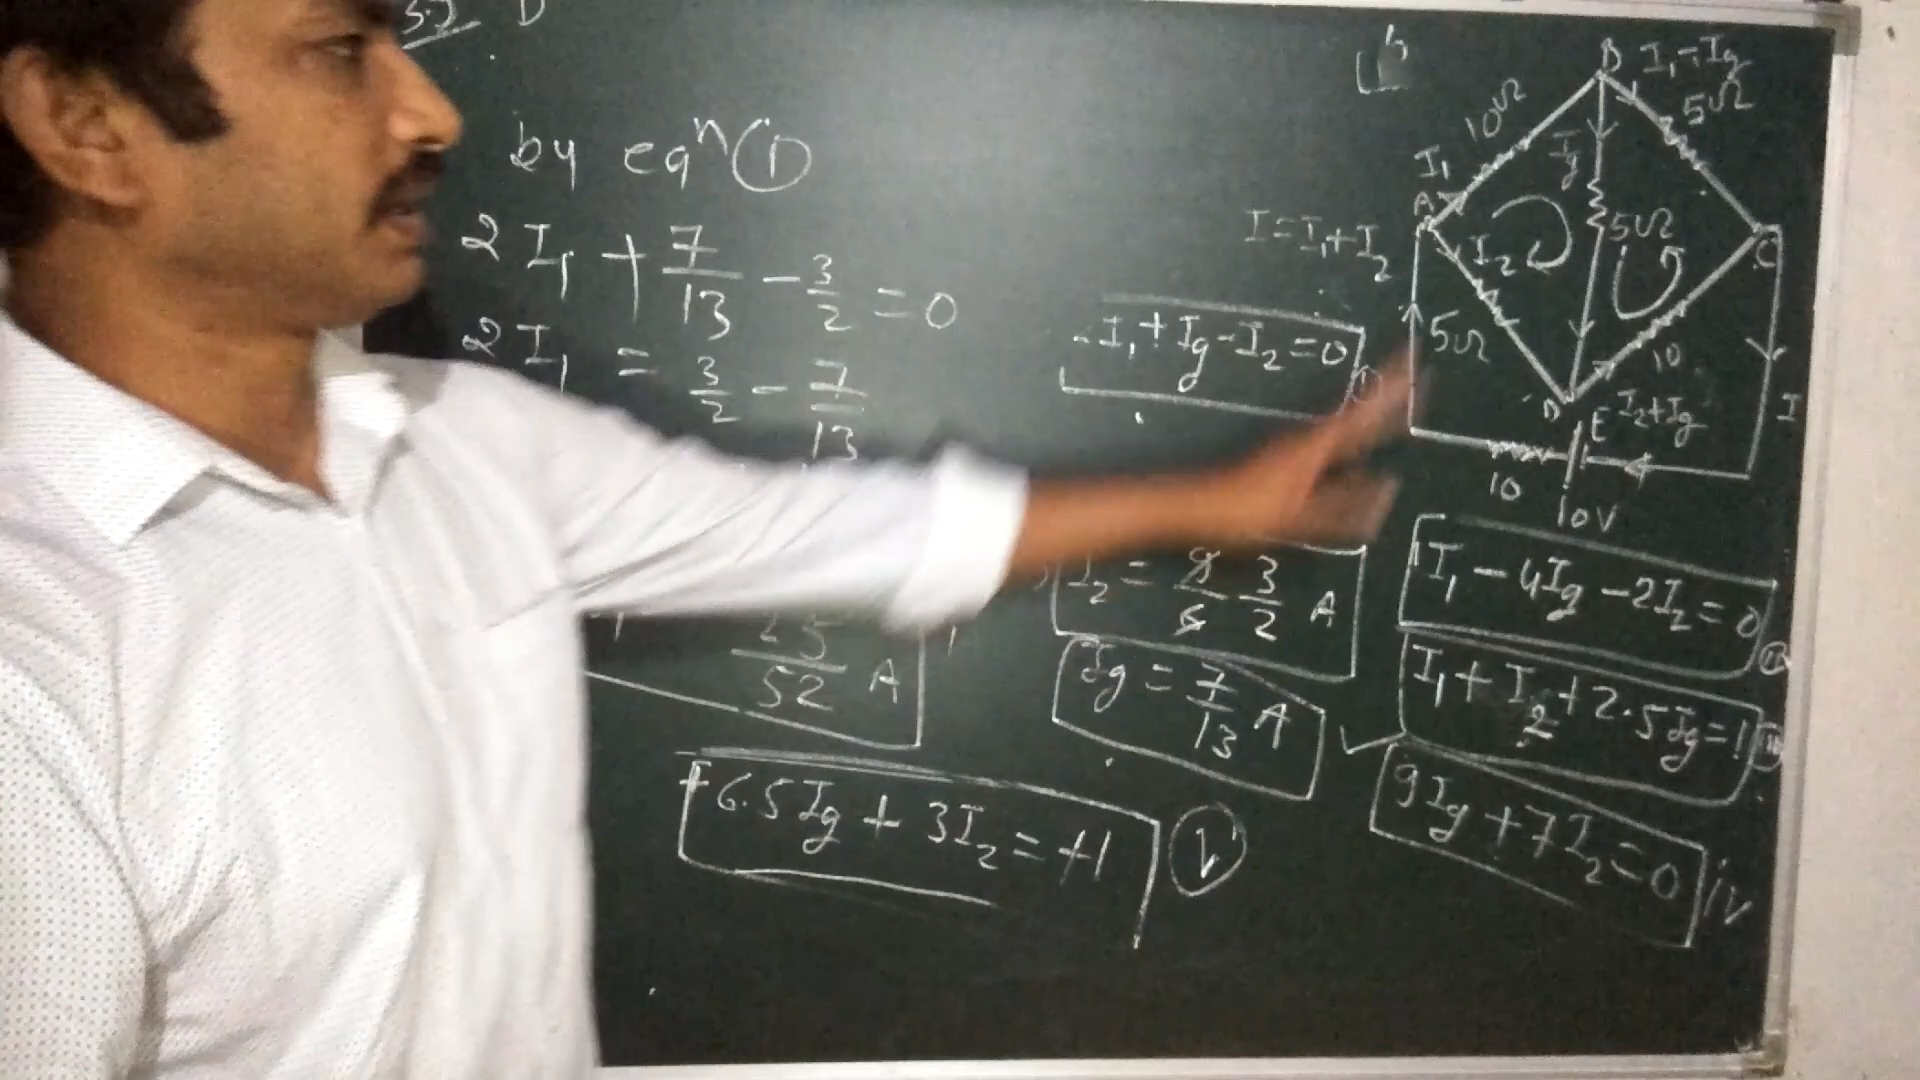 by eqⁿ ①
2I₁ + 7/13 - 3/2 = 0
2I₁ = 3/2 - 7/13
25/52 A
-6.5Ig + 3I₂ = +1
V
I = I₁ + I₂
-I₁ + Ig - I₂ = 0
I₂ = 3/2 A
Ig = 7/13 A
B
I₁ - Ig
10Ω
5Ω
I₁
Ig
A
5Ω
I₂
C
5Ω
10
D
I₂+Ig
E
I
10
10V
I₁ - 4Ig - 2I₂ = 0
I₁ + I₂ + 2.5Ig = 1
9Ig + 7I₂ = 0
iv